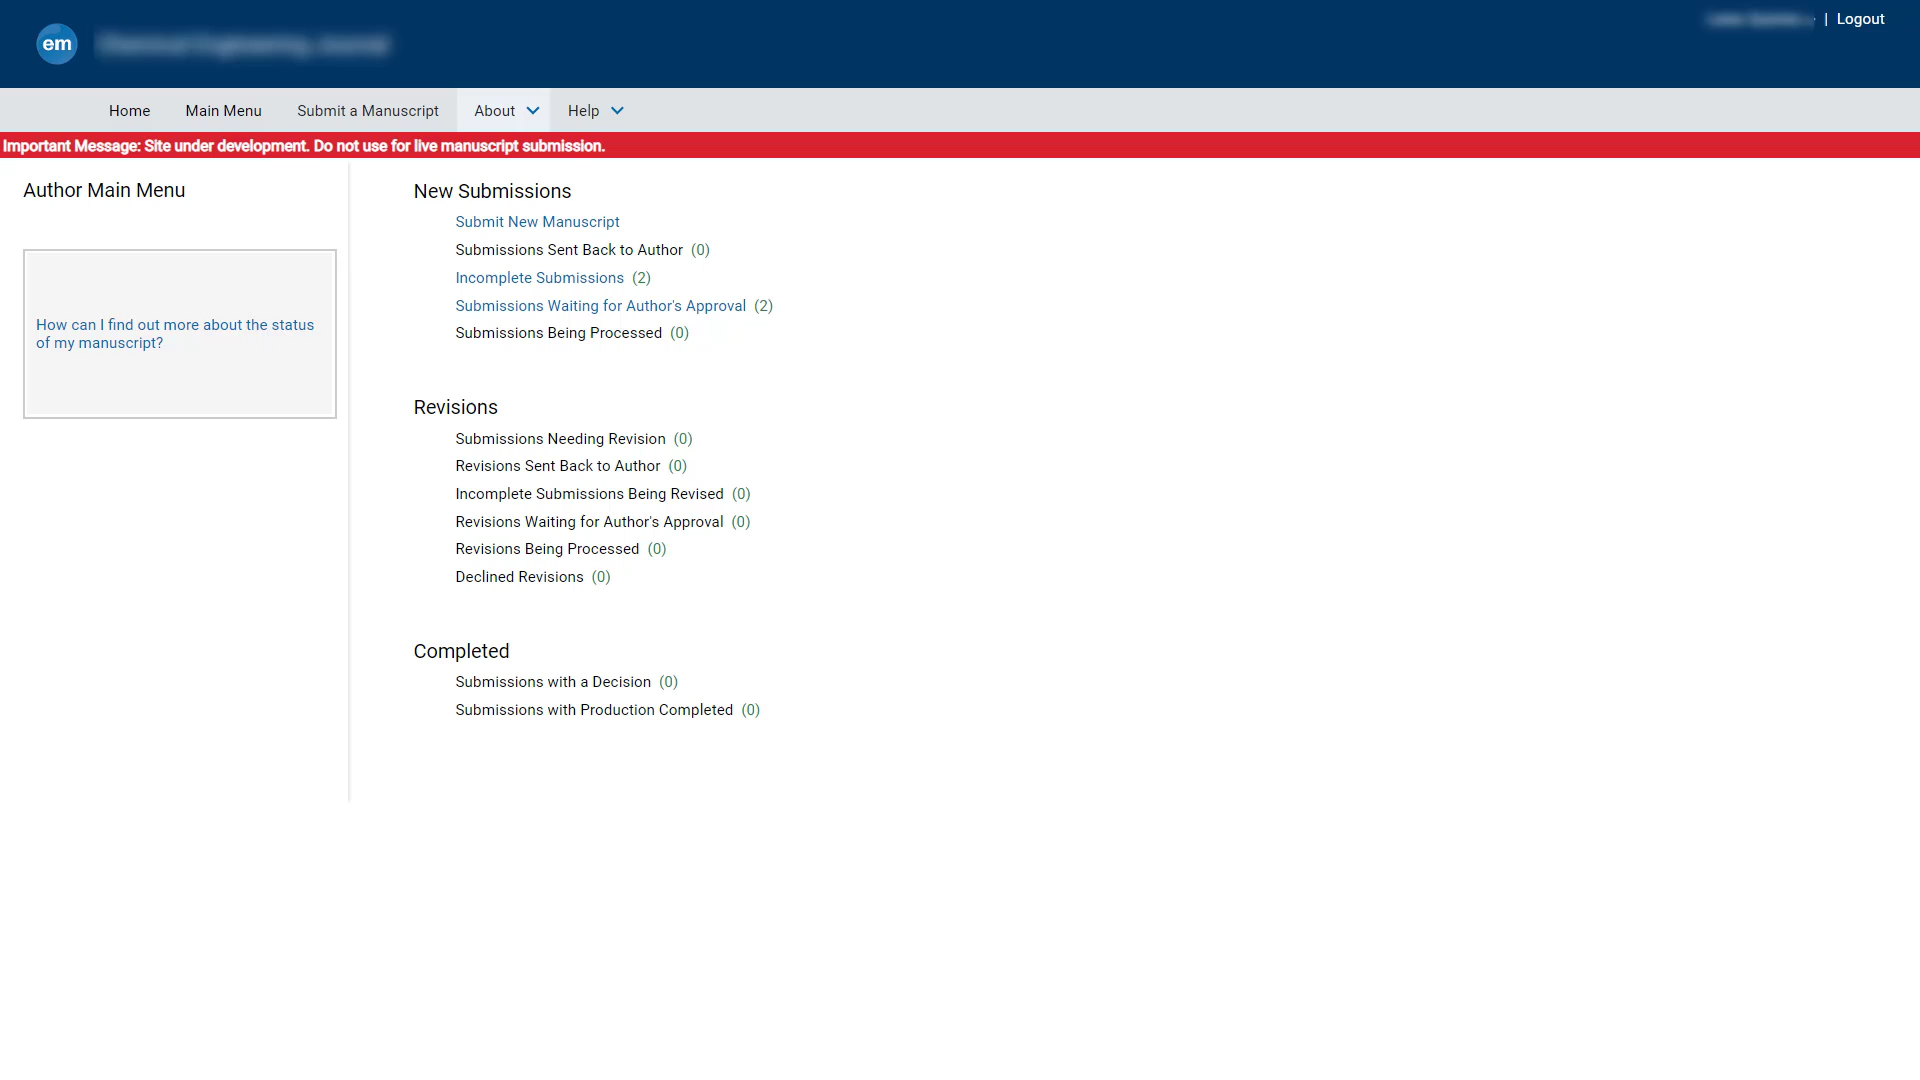 em
| Logout
Home Main Menu Submit a Manuscript About Help
Important Message: Site under development. Do not use for live manuscript submission.
Author Main Menu
How can I find out more about the status
of my manuscript?
New Submissions
Submit New Manuscript
Submissions Sent Back to Author (0)
Incomplete Submissions (2)
Submissions Waiting for Author's Approval (2)
Submissions Being Processed (0)
Revisions
Submissions Needing Revision (0)
Revisions Sent Back to Author (0)
Incomplete Submissions Being Revised (0)
Revisions Waiting for Author's Approval (0)
Revisions Being Processed (0)
Declined Revisions (0)
Completed
Submissions with a Decision (0)
Submissions with Production Completed (0)